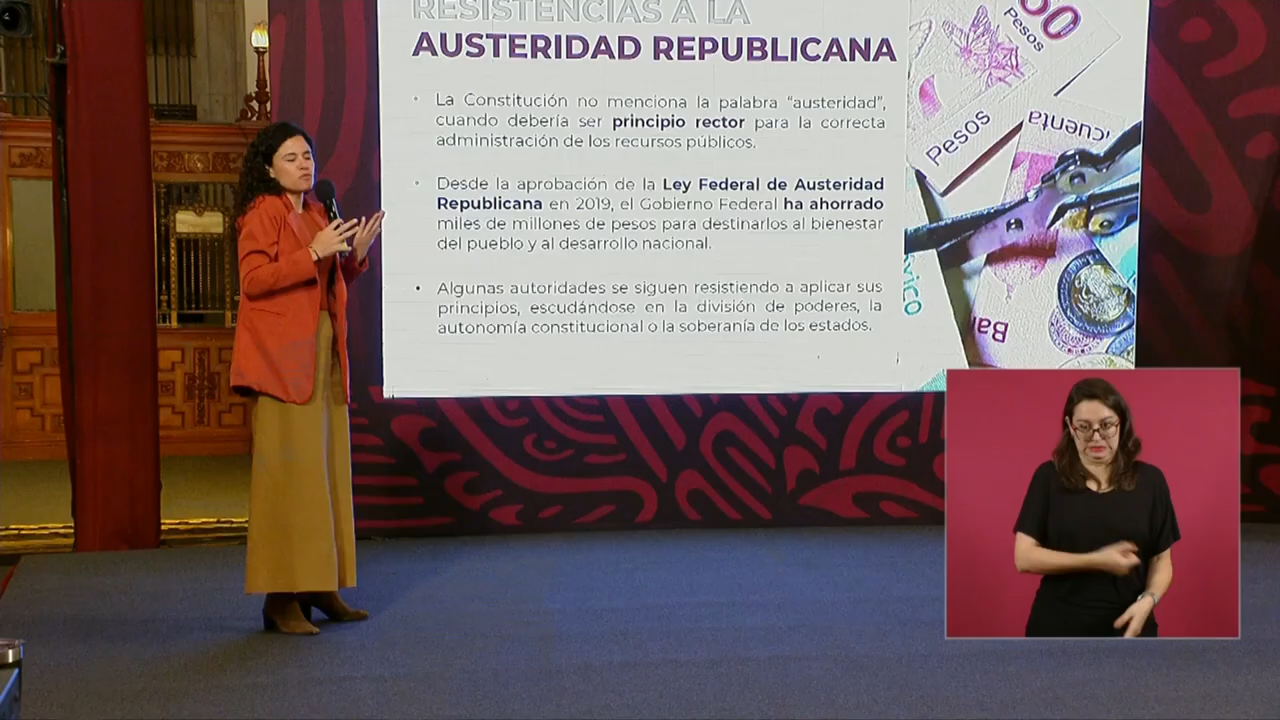 RESISTENCIAS A LA
AUSTERIDAD REPUBLICANA
• La Constitución no menciona la palabra “austeridad”,
cuando debería ser principio rector para la correcta
administración de los recursos públicos.
• Desde la aprobación de la Ley Federal de Austeridad
Republicana en 2019, el Gobierno Federal ha ahorrado
miles de millones de pesos para destinarlos al bienestar
del pueblo y al desarrollo nacional.
• Algunas autoridades se siguen resistiendo a aplicar sus
principios, escudándose en la división de poderes, la
autonomía constitucional o la soberanía de los estados.
Pesos
Pesos
cuenta
Ban